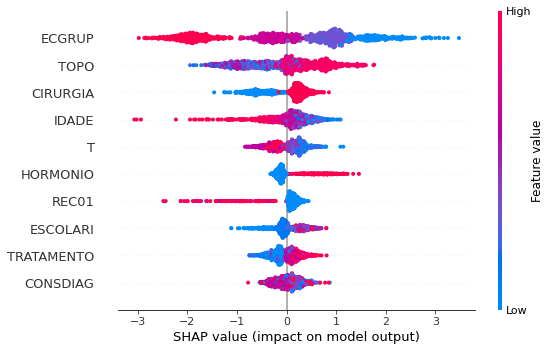 High
ECGRUP
TOPO
CIRURGIA
IDADE
T
HORMONIO
REC01
ESCOLARI
TRATAMENTO
CONSDIAG
Feature value
Low
−3 −2 −1 0 1 2 3
SHAP value (impact on model output)